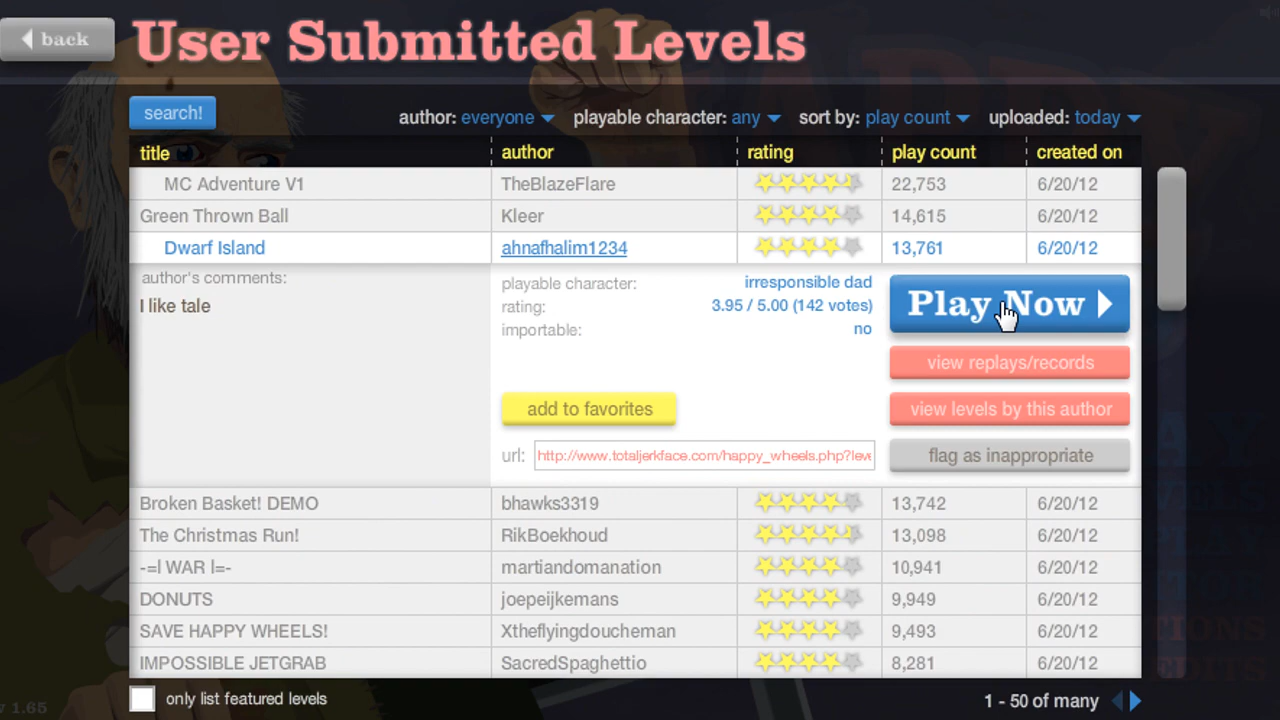 back
User Submitted Levels
search!
author: everyone playable character: any sort by: play count uploaded: today
title author rating play count created on
MC Adventure V1 TheBlazeFlare 22,753 6/20/12
Green Thrown Ball Kleer 14,615 6/20/12
Dwarf Island ahnafhalim1234 13,761 6/20/12
author's comments:
I like tale
playable character: irresponsible dad
rating: 3.95 / 5.00 (142 votes)
importable: no
add to favorites
url: http://www.totaljerkface.com/happy_wheels.php?leve
Play Now
view replays/records
view levels by this author
flag as inappropriate
Broken Basket! DEMO bhawks3319 13,742 6/20/12
The Christmas Run! RikBoekhoud 13,098 6/20/12
-=I WAR I=- martiandomanation 10,941 6/20/12
DONUTS joepeijkemans 9,949 6/20/12
SAVE HAPPY WHEELS! Xtheflyingdoucheman 9,493 6/20/12
IMPOSSIBLE JETGRAB SacredSpaghettio 8,281 6/20/12
only list featured levels
1 - 50 of many
v 1.65